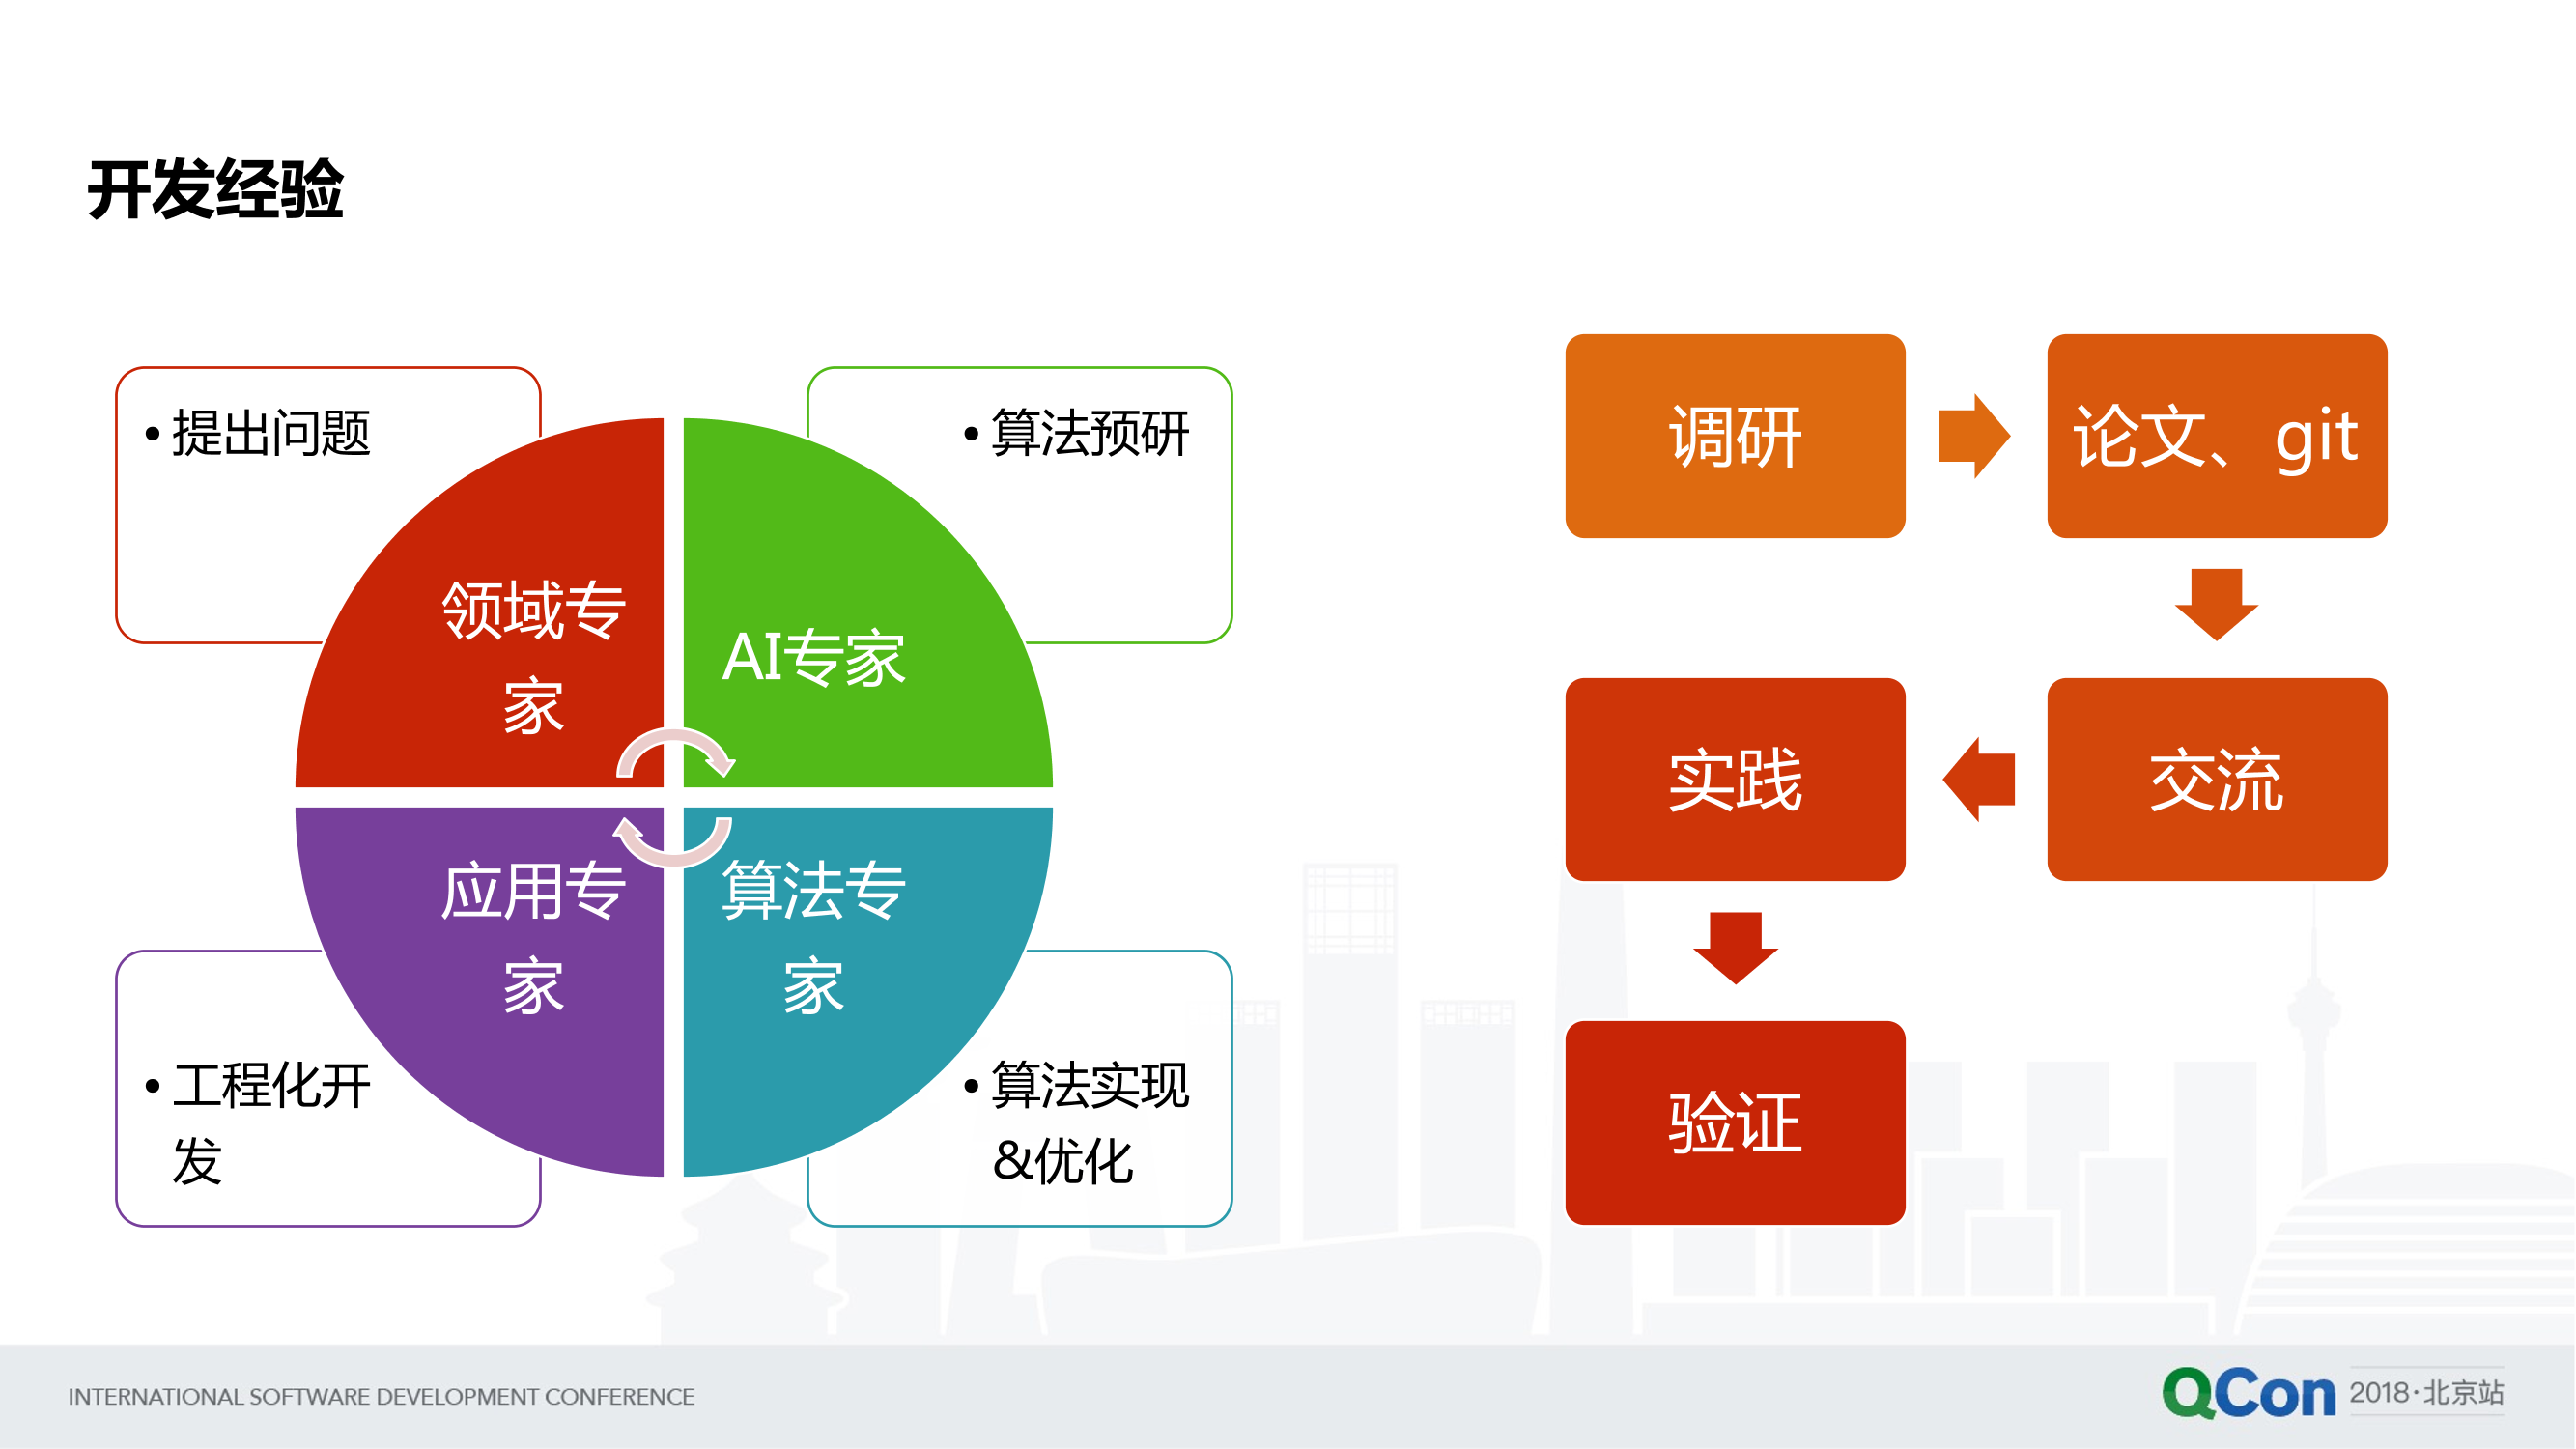 开发经验
• 提出问题
• 算法预研
领域专
家
AI专家
应用专
家
算法专
家
• 工程化开
发
• 算法实现
&优化
调研
论文、git
交流
实践
验证
INTERNATIONAL SOFTWARE DEVELOPMENT CONFERENCE
QCon 2018·北京站